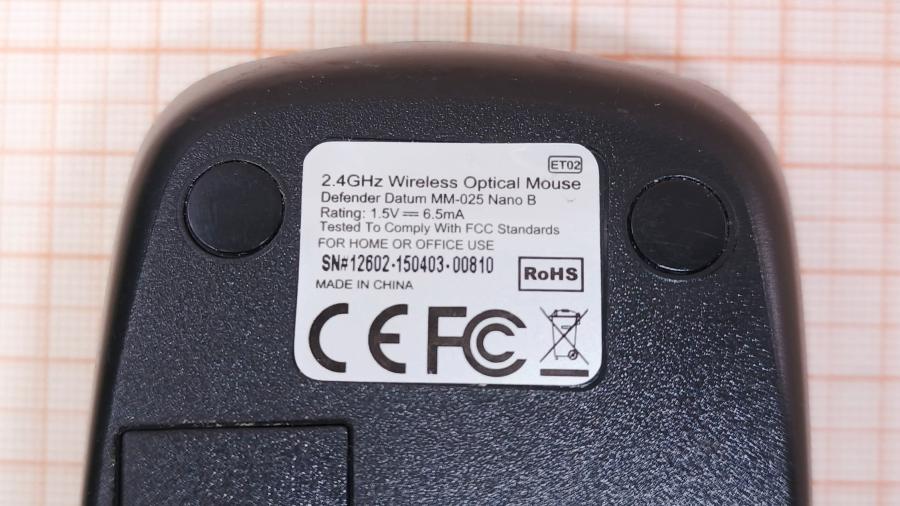 ET02
2.4GHz Wireless Optical Mouse
Defender Datum MM-025 Nano B
Rating: 1.5V ⎓ 6.5mA
Tested To Comply With FCC Standards
FOR HOME OR OFFICE USE
SN#12602-150403-00810
RoHS
MADE IN CHINA
CE FC